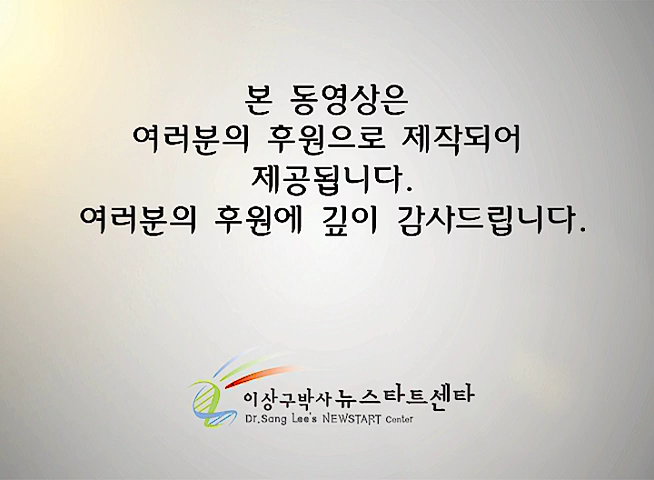 본 동영상은
여러분의 후원으로 제작되어
제공됩니다.
여러분의 후원에 깊이 감사드립니다.
이상구박사 뉴스타트센타
Dr.Sang Lee's NEWSTART Center